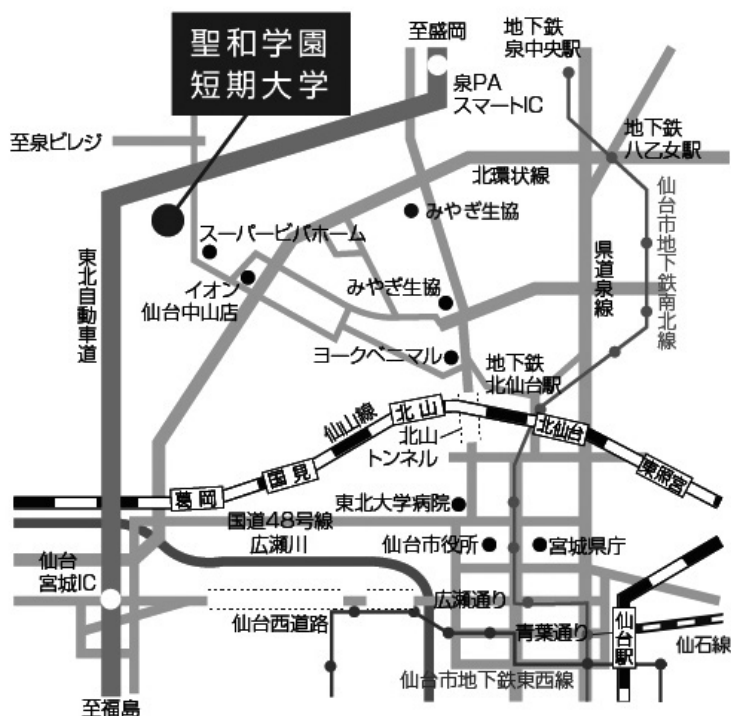 聖和学園
短期大学
至盛岡
泉PA
スマートIC
地下鉄
泉中央駅
至泉ビレジ
地下鉄
八乙女駅
北環状線
みやぎ生協
スーパービバホーム
イオン
仙台中山店
東北自動車道
県道泉線
仙台市地下鉄南北線
みやぎ生協
ヨークベニマル
地下鉄
北仙台駅
仙山線
北山
北山
トンネル
北仙台
東照宮
国見
葛岡
東北大学病院
国道48号線
広瀬川
仙台市役所
宮城県庁
仙台
宮城IC
広瀬通り
仙台西道路
青葉通り
仙台駅
仙石線
仙台市地下鉄東西線
至福島